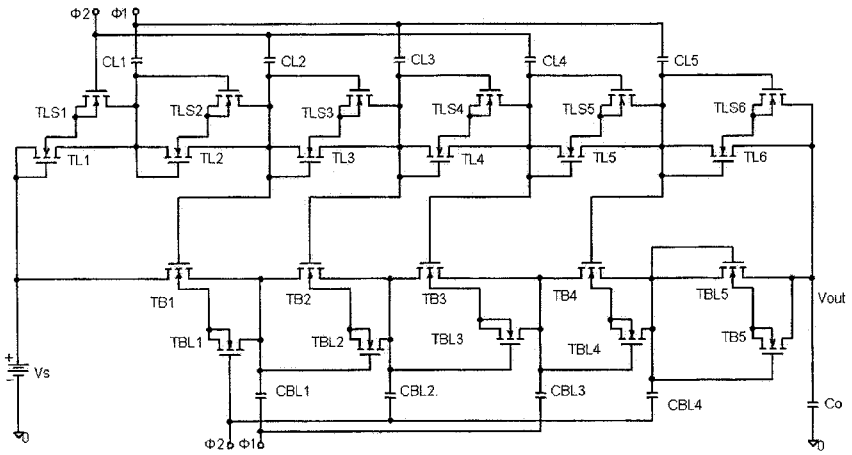 Φ2 Φ1
CL1 CL2 CL3 CL4 CL5
TLS1 TLS2 TLS3 TLS4 TLS5 TLS6
TL1 TL2 TL3 TL4 TL5 TL6
TB1 TB2 TB3 TB4 TBL5 Vout
TBL1 TBL2 TBL3 TBL4 TB5
Vs + -
CBL1 CBL2. CBL3 CBL4 Co
0 Φ2 Φ1 0